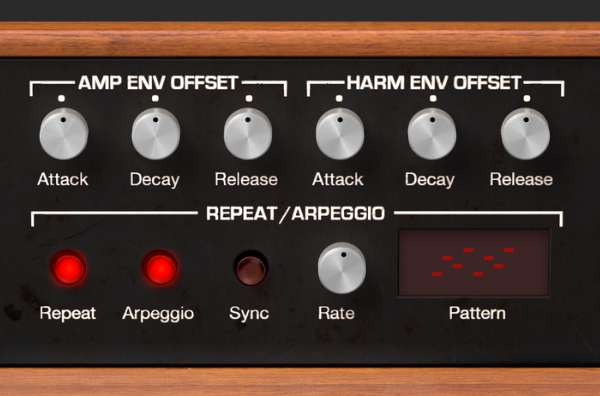 AMP ENV OFFSET HARM ENV OFFSET
Attack Decay Release Attack Decay Release
REPEAT/ARPEGGIO
Repeat Arpeggio Sync Rate Pattern